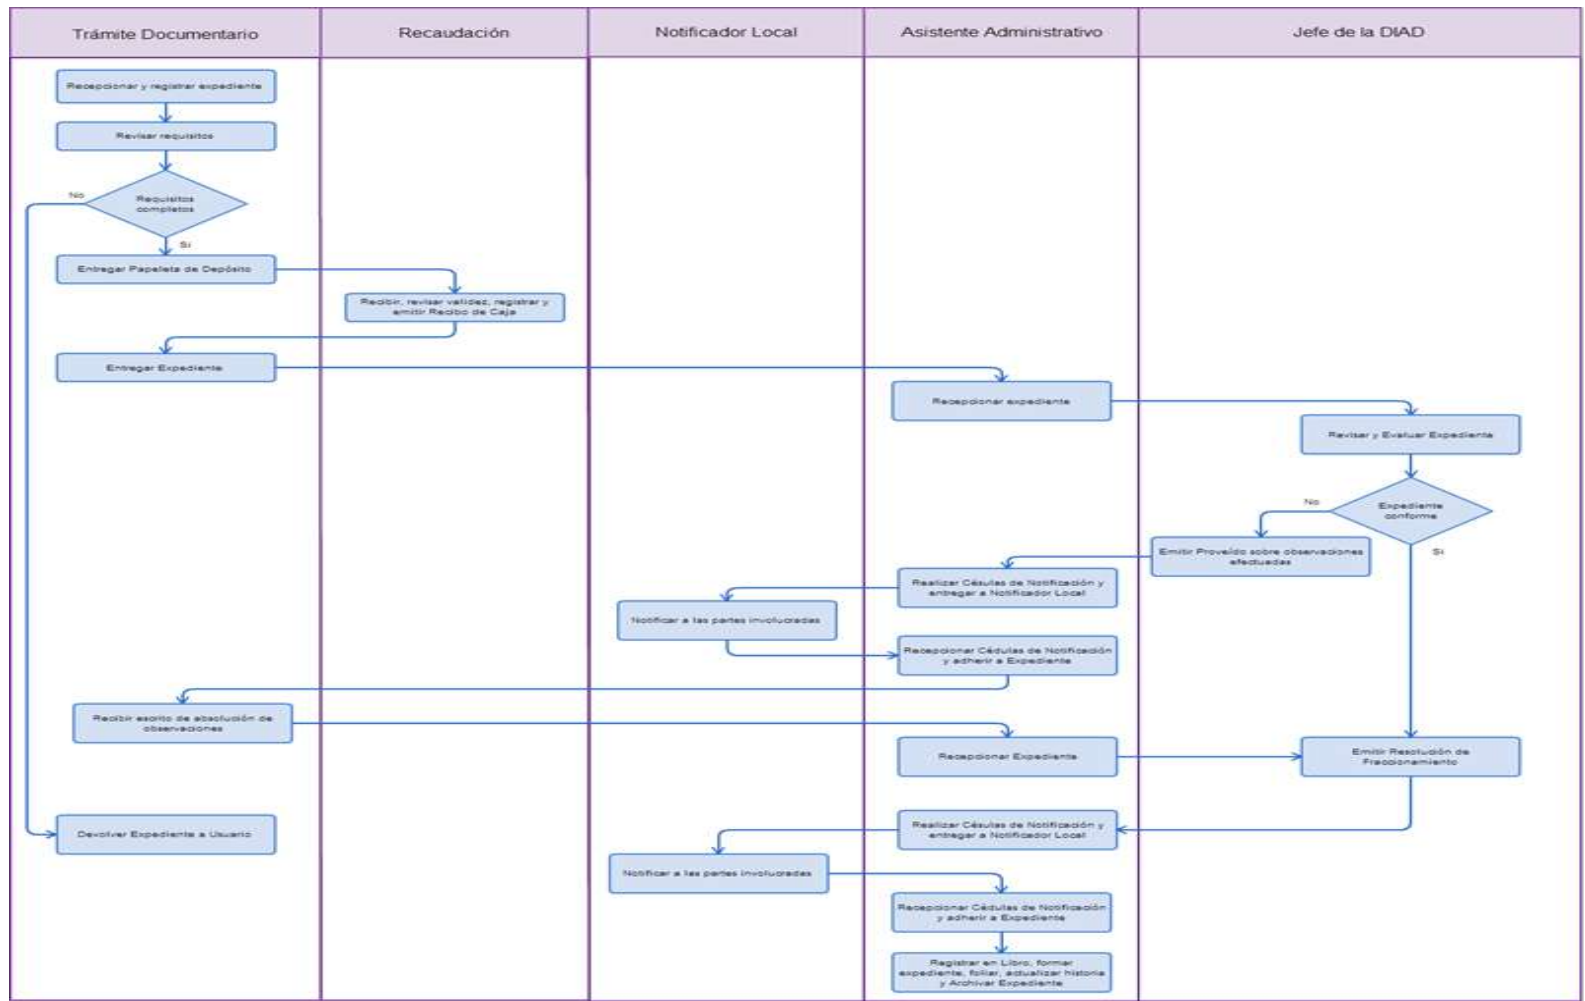 Trámite Documentario
Recaudación
Notificador Local
Asistente Administrativo
Jefe de la DIAD
Recepcionar y registrar expediente
Revisar requisitos
Requisitos
completos
No
Si
Entregar Papeleta de Depósito
Recibir, revisar validez, registrar y
emitir Recibo de Caja
Entregar Expediente
Recepcionar expediente
Revisar y Evaluar Expediente
Expediente
conforme
No
Si
Emitir Proveído sobre observaciones
efectuadas
Realizar Césulas de Notificación y
entregar a Notificador Local
Notificar a las partes involucradas
Recepcionar Cédulas de Notificación
y adherir a Expediente
Recibir escrito de absolución de
observaciones
Recepcionar Expediente
Emitir Resolución de
Fraccionamiento
Realizar Césulas de Notificación y
entregar a Notificador Local
Devolver Expediente a Usuario
Notificar a las partes involucradas
Recepcionar Cédulas de Notificación
y adherir a Expediente
Registrar en Libro, formar
expediente, foliar, actualizar historia
y Archivar Expediente